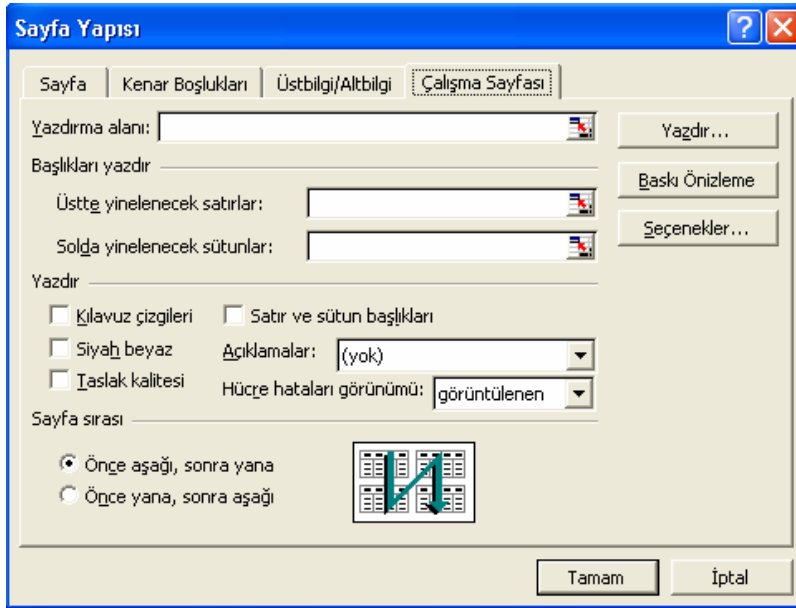 Sayfa Yapısı
Sayfa
Kenar Boşlukları
Üstbilgi/Altbilgi
Çalışma Sayfası
Yazdırma alanı:
Yazdır...
Başlıkları yazdır
Baskı Önizleme
Üstte yinelenecek satırlar:
Seçenekler...
Solda yinelenecek sütunlar:
Yazdır
Kılavuz çizgileri
Satır ve sütun başlıkları
Siyah beyaz
Açıklamalar: (yok)
Taslak kalitesi
Hücre hataları görünümü: görüntülenen
Sayfa sırası
Önce aşağı, sonra yana
Önce yana, sonra aşağı
Tamam
İptal